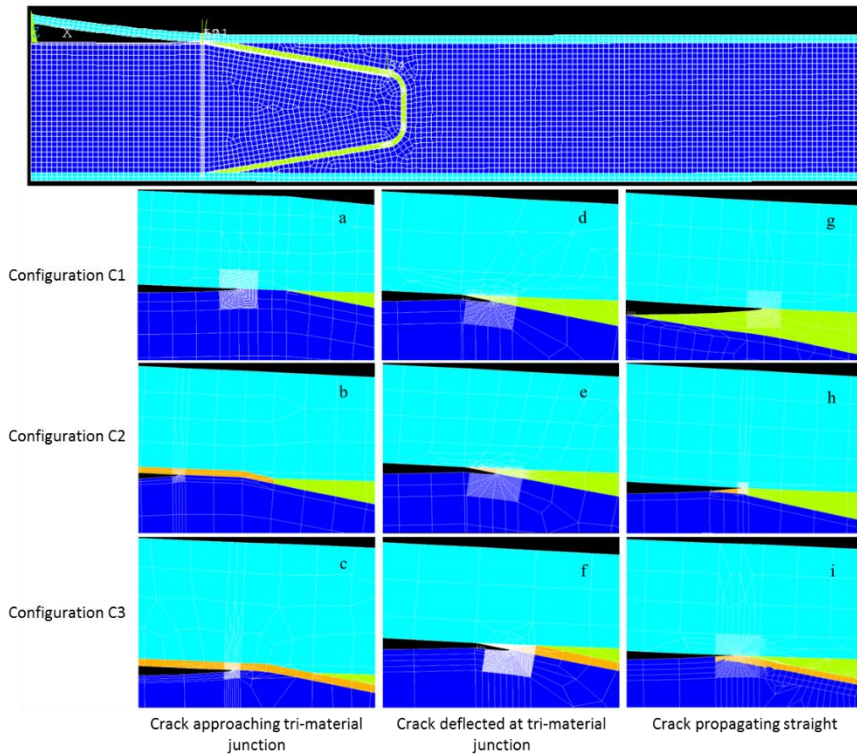 X
a
d
g
Configuration C1
b
e
h
Configuration C2
c
f
i
Configuration C3
Crack approaching tri-material
junction
Crack deflected at tri-material
junction
Crack propagating straight